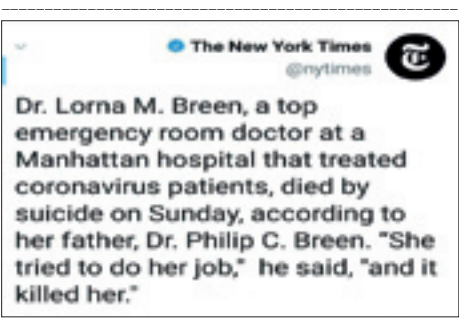 The New York Times
@nytimes
Dr. Lorna M. Breen, a top
emergency room doctor at a
Manhattan hospital that treated
coronavirus patients, died by
suicide on Sunday, according to
her father, Dr. Philip C. Breen. "She
tried to do her job," he said, "and it
killed her."